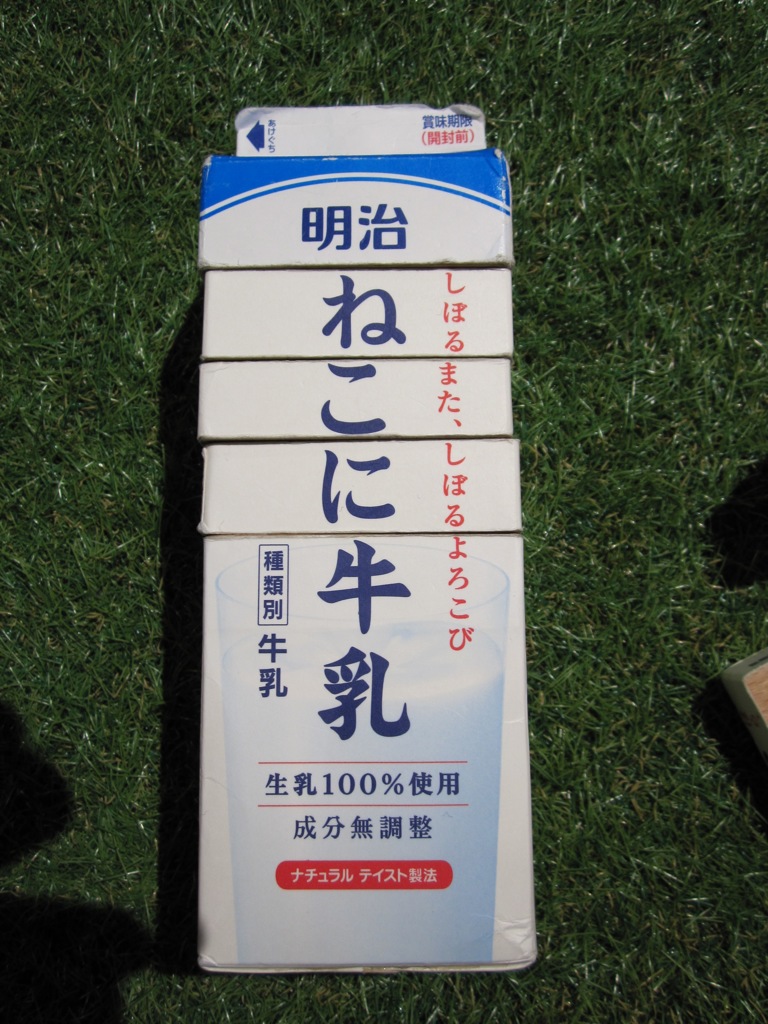 あけぐち
賞味期限
(開封前)
明治
しぼるまた、しぼるよろこび
ねこに牛乳
種類別
牛乳
生乳100%使用
成分無調整
ナチュラル テイスト製法